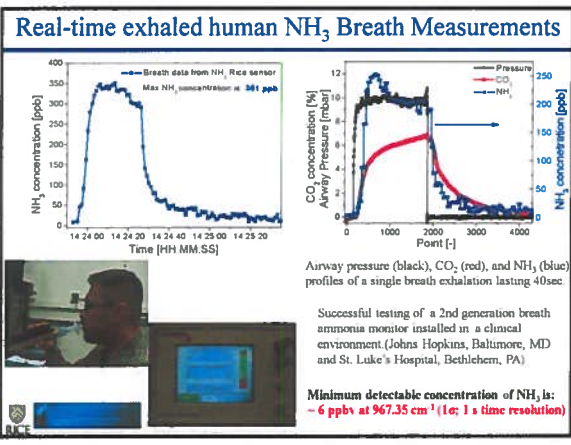 Real-time exhaled human NH3 Breath Measurements
400
350
300
250
200
150
100
50
0
NH3 concentration [ppb]
Breath data from NH3 Rice sensor
Max NH3 concentration is 351 ppb
14 24 00 14 24 20 14 24 40 14 25 00 14 25 20
Time [HH MM.SS]
12
10
8
6
4
2
0
CO2 concentration [%]
Airway Pressure [mbar]
Pressure
CO2
NH3
250
200
150
100
50
0
NH3 concnetration [ppb]
0 1000 2000 3000 4000
Point [-]
Airway pressure (black), CO2 (red), and NH3 (blue)
profiles of a single breath exhalation lasting 40sec.
Successful testing of a 2nd generation breath
ammonia monitor installed in a clinical
environment.(Johns Hopkins, Baltimore, MD
and St. Luke's Hospital, Bethlehem, PA)
Minimum detectable concentration of NH3 is:
~ 6 ppbv at 967.35 cm-1 (1σ; 1 s time resolution)
RICE